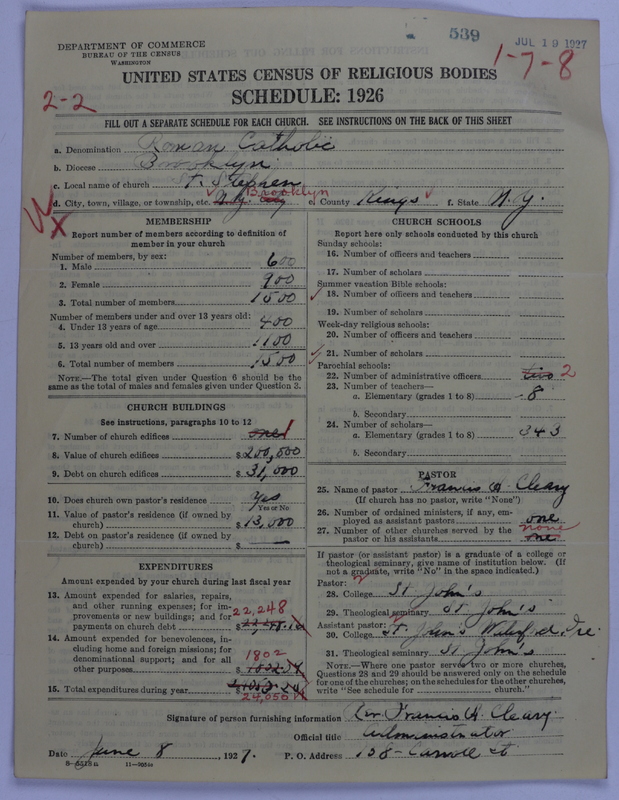 539
JUL 19 1927
1-7-8
DEPARTMENT OF COMMERCE
BUREAU OF THE CENSUS
WASHINGTON
UNITED STATES CENSUS OF RELIGIOUS BODIES
2-2
SCHEDULE: 1926
FILL OUT A SEPARATE SCHEDULE FOR EACH CHURCH. SEE INSTRUCTIONS ON THE BACK OF THIS SHEET
a. Denomination Roman Catholic
b. Diocese Brooklyn
c. Local name of church St. Stephen
d. City, town, village, or township, etc. N.Y. City Brooklyn e. County Kings f. State N.Y.
MEMBERSHIP
Report number of members according to definition of member in your church
Number of members, by sex:
1. Male 600
2. Female 900
3. Total number of members 1500
Number of members under and over 13 years old:
4. Under 13 years of age 400
5. 13 years old and over 1100
6. Total number of members 1500
NOTE.—The total given under Question 6 should be the
same as the total of males and females given under Question 3.
CHURCH BUILDINGS
See instructions, paragraphs 10 to 12
7. Number of church edifices one 1
8. Value of church edifices $200,000
9. Debt on church edifices $31,000
10. Does church own pastor's residence Yes
Yes or No
11. Value of pastor's residence (if owned by
church) $13,000
12. Debt on pastor's residence (if owned by
church) $ —
EXPENDITURES
Amount expended by your church during last fiscal year
13. Amount expended for salaries, repairs,
and other running expenses; for im-
provements or new buildings; and for 22,248
payments on church debt $
14. Amount expended for benevolences, in-
cluding home and foreign missions; for
denominational support; and for all 1802
other purposes $
15. Total expenditures during year $
24,050
CHURCH SCHOOLS
Report here only schools conducted by this church
Sunday schools:
16. Number of officers and teachers
17. Number of scholars
Summer vacation Bible schools:
18. Number of officers and teachers
19. Number of scholars
Week-day religious schools:
20. Number of officers and teachers
21. Number of scholars
Parochial schools:
22. Number of administrative officers two 2
23. Number of teachers—
a. Elementary (grades 1 to 8) 8
b. Secondary
24. Number of scholars—
a. Elementary (grades 1 to 8) 343
b. Secondary
PASTOR
25. Name of pastor Francis A. Cleary
(If church has no pastor, write "None")
26. Number of ordained ministers, if any, em-
ployed as assistant pastors one
27. Number of other churches served by the none
pastor or his assistants one
If pastor (or assistant pastor) is a graduate of a college or
theological seminary, give name of institution below. (If
not a graduate, write "No" in the space indicated.)
Pastor:
28. College St. John's
29. Theological seminary St. John's
Assistant pastor:
30. College St. John's Waterford, Ire.
31. Theological seminary St. John's
NOTE.—Where one pastor serves two or more churches,
Questions 28 and 29 should be answered only on the schedule
for one of the churches; on the schedules for the other churches,
write "See schedule for church."
Signature of person furnishing information Rev. Francis A. Cleary
Official title Administrator
Date June 8, 1927. P. O. Address 108 - Carroll St